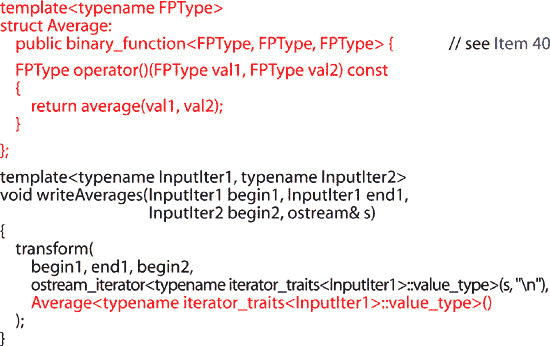 template<typename FPType>
struct Average:
public binary_function<FPType, FPType, FPType> { // see Item 40
FPType operator()(FPType val1, FPType val2) const
{
return average(val1, val2);
}
};
template<typename InputIter1, typename InputIter2>
void writeAverages(InputIter1 begin1, InputIter1 end1,
InputIter2 begin2, ostream& s)
{
transform(
begin1, end1, begin2,
ostream_iterator<typename iterator_traits<InputIter1>::value_type>(s, "\n"),
Average<typename iterator_traits<InputIter1>::value_type>()
);
}